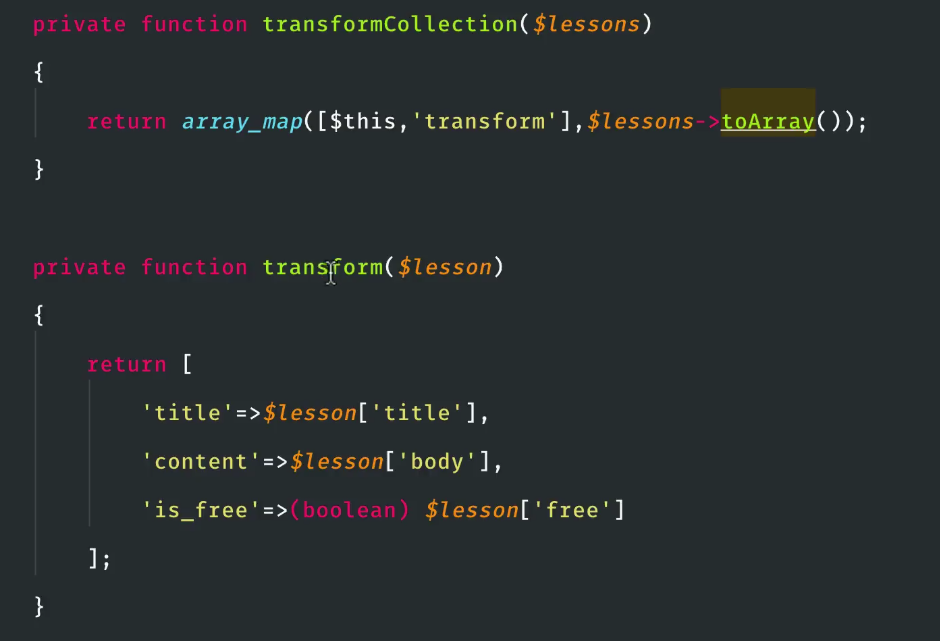 private function transformCollection($lessons)
{
return array_map([$this,'transform'],$lessons->toArray());
}
private function transform($lesson)
{
return [
'title'=>$lesson['title'],
'content'=>$lesson['body'],
'is_free'=>(boolean) $lesson['free']
];
}